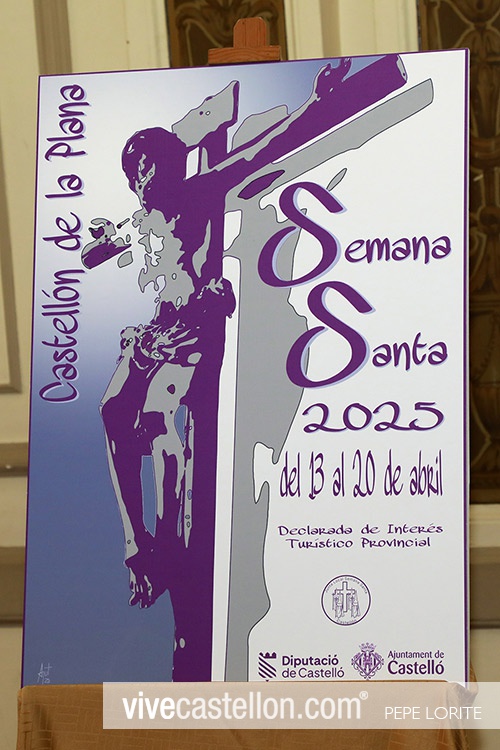 Castellón de la Plana
Semana
Santa
2025
del 13 al 20 de abril
Declarada de Interés
Turístico Provincial
Diputació
de Castelló
Ajuntament de
Castelló
vivecastellon.com®
PEPE LORITE